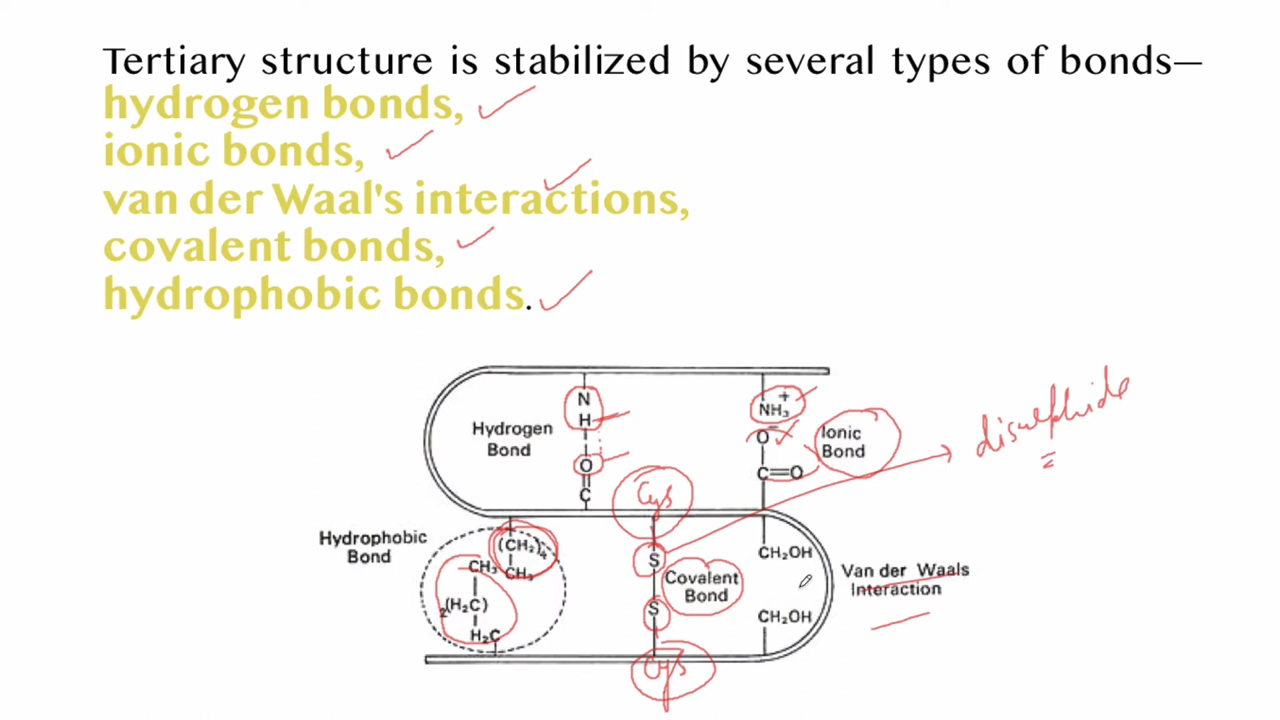 Tertiary structure is stabilized by several types of bonds—
hydrogen bonds,
ionic bonds,
van der Waal's interactions,
covalent bonds,
hydrophobic bonds.
N
H
O
C
Hydrogen
Bond
NH₃⁺
O⁻
C=O
Ionic
Bond
disulphide
Cys
Hydrophobic
Bond
(CH₂)₄
CH₃
CH₃
₂(H₂C)
H₂C
S
S
Covalent
Bond
CH₂OH
CH₂OH
Van der Waals
Interaction
Cys